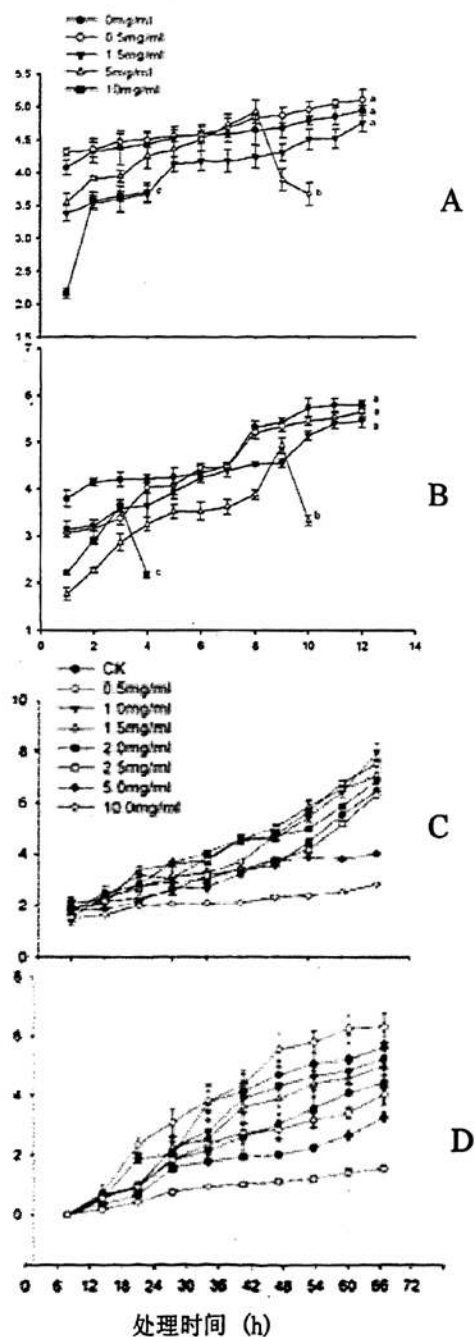 0mg/ml
0.5mg/ml
1.5mg/ml
5mg/ml
10mg/ml
5.5
5.0
4.5
4.0
3.5
3.0
2.5
2.0
1.5
a
a
a
b
c
A
7
6
5
4
3
2
1
a
a
a
b
c
B
0 2 4 6 8 10 12 14
CK
0.5mg/ml
1.0mg/ml
1.5mg/ml
2.0mg/ml
2.5mg/ml
5.0mg/ml
10.0mg/ml
10
8
6
4
2
0
C
8
6
4
2
0
D
0 6 12 18 24 30 36 42 48 54 60 66 72
处理时间 (h)